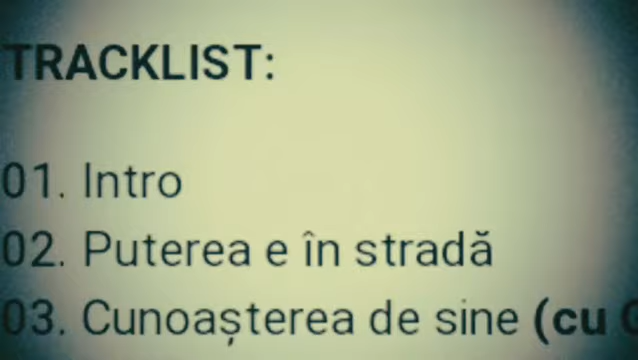 TRACKLIST:
01. Intro
02. Puterea e în stradă
03. Cunoașterea de sine (cu